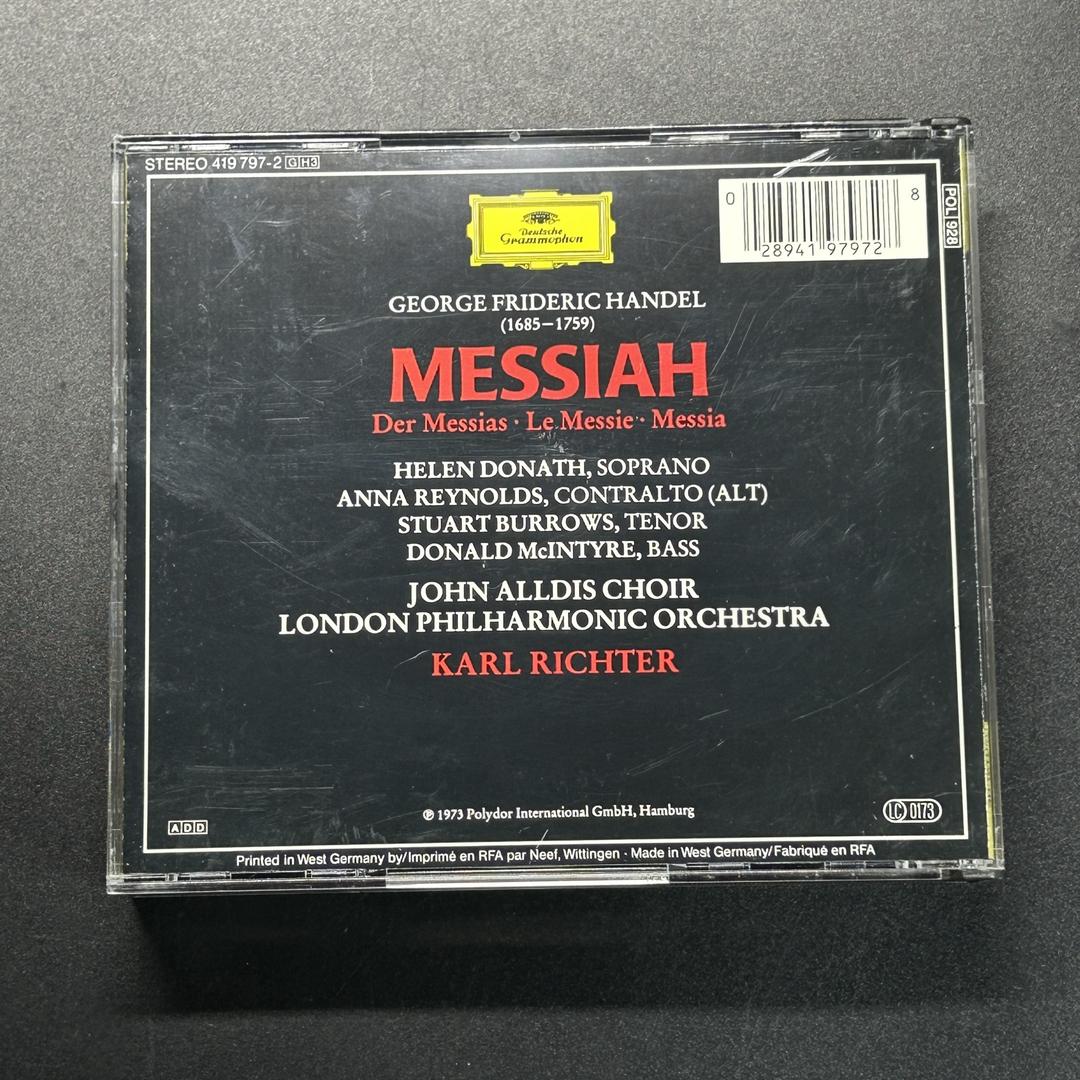 STEREO 419 797-2 GH3
0 28941 97972 8
POL 928
Deutsche
Grammophon
GEORGE FRIDERIC HANDEL
(1685–1759)
MESSIAH
Der Messias · Le Messie · Messia
HELEN DONATH, SOPRANO
ANNA REYNOLDS, CONTRALTO (ALT)
STUART BURROWS, TENOR
DONALD McINTYRE, BASS
JOHN ALLDIS CHOIR
LONDON PHILHARMONIC ORCHESTRA
KARL RICHTER
℗ 1973 Polydor International GmbH, Hamburg
LC 0173
ADD
Printed in West Germany by/Imprimé en RFA par Neef, Wittingen · Made in West Germany/Fabriqué en RFA